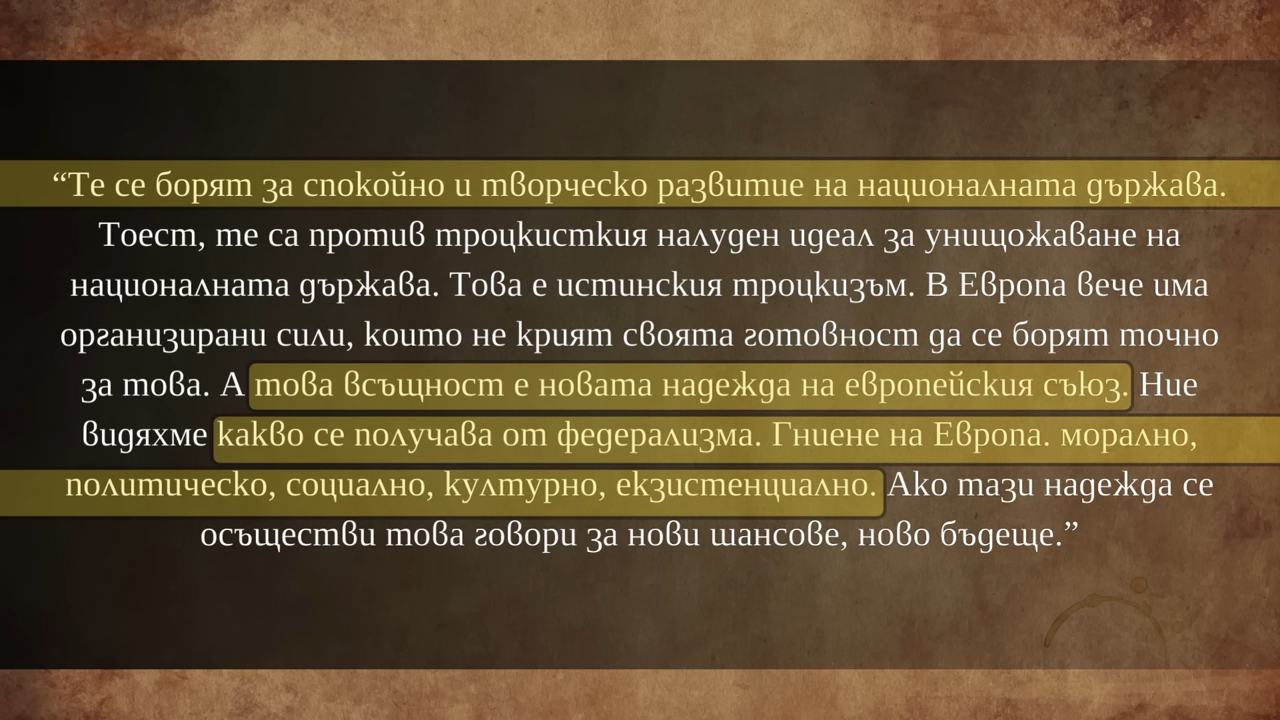 “Те се борят за спокойно и творческо развитие на националната държава.
Тоест, те са против троцкисткия налуден идеал за унищожаване на
националната държава. Това е истинския троцкизъм. В Европа вече има
организирани сили, които не крият своята готовност да се борят точно
за това. А това всъщност е новата надежда на европейския съюз. Ние
видяхме какво се получава от федерализма. Гниене на Европа. морално,
политическо, социално, културно, екзистенциално. Ако тази надежда се
осъществи това говори за нови шансове, ново бъдеще.”